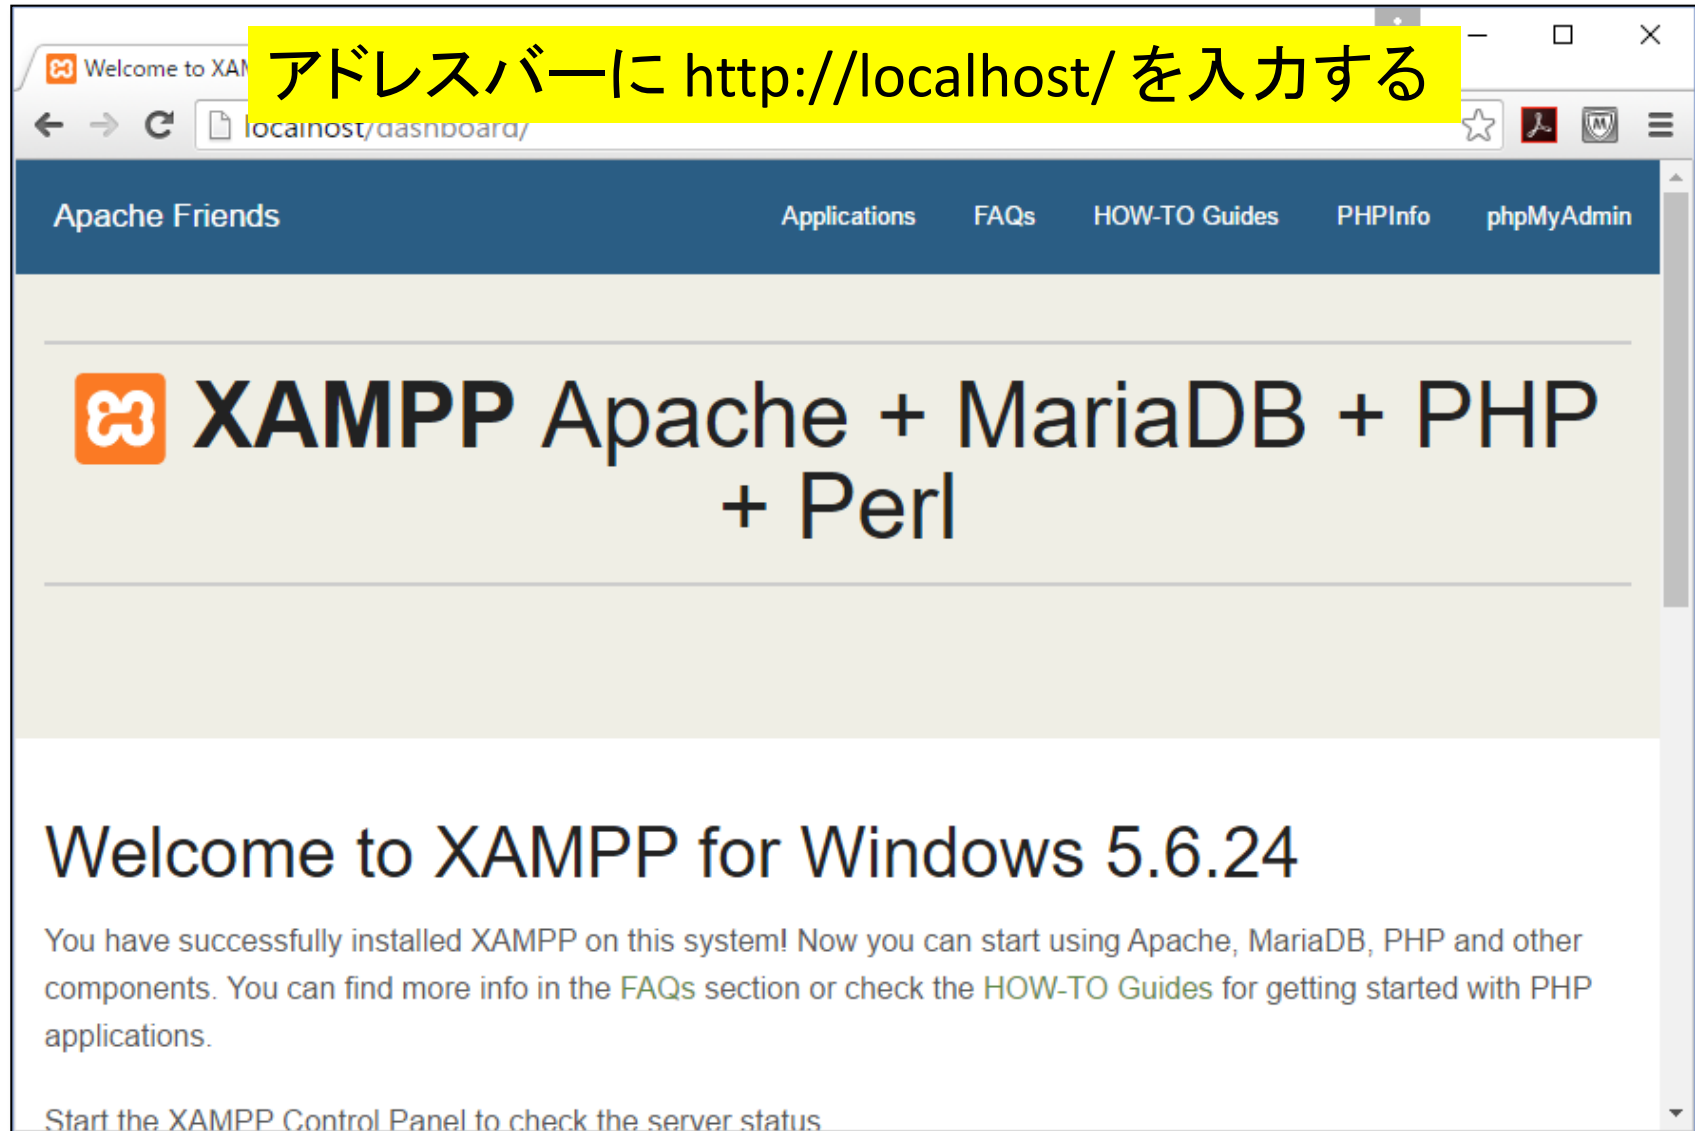 アドレスバーに http://localhost/ を入力する
Welcome to XAM
localhost/dashboard/
Apache Friends Applications FAQs HOW-TO Guides PHPInfo phpMyAdmin
XAMPP Apache + MariaDB + PHP
+ Perl
Welcome to XAMPP for Windows 5.6.24
You have successfully installed XAMPP on this system! Now you can start using Apache, MariaDB, PHP and other
components. You can find more info in the FAQs section or check the HOW-TO Guides for getting started with PHP
applications.
Start the XAMPP Control Panel to check the server status